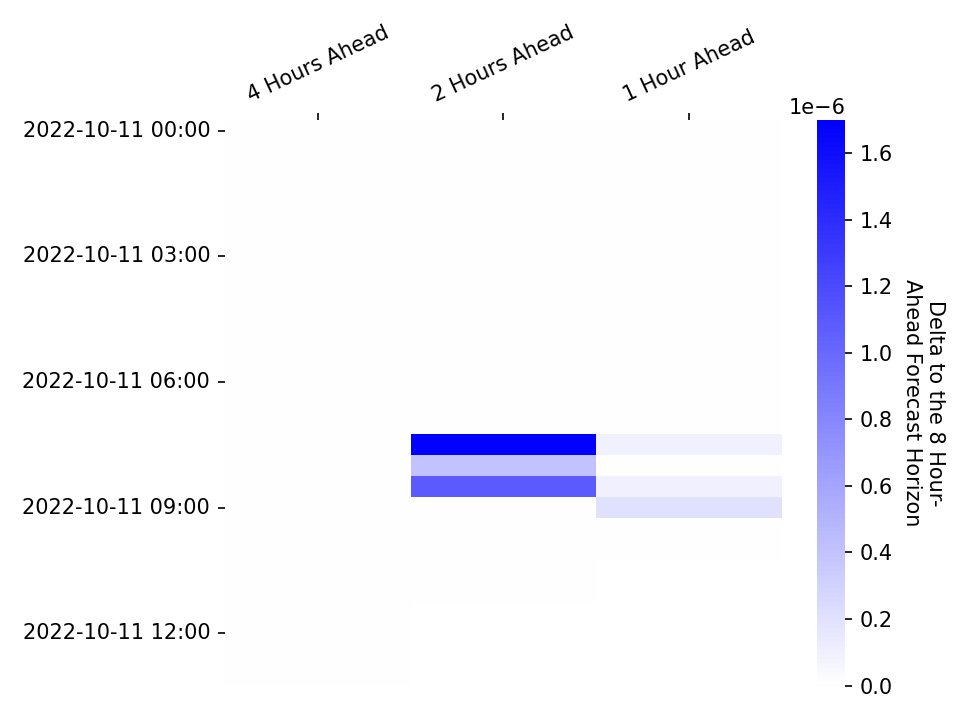 4 Hours Ahead
2 Hours Ahead
1 Hour Ahead
1e−6
2022-10-11 00:00
2022-10-11 03:00
2022-10-11 06:00
2022-10-11 09:00
2022-10-11 12:00
1.6
1.4
1.2
1.0
0.8
0.6
0.4
0.2
0.0
Delta to the 8 Hour-
Ahead Forecast Horizon